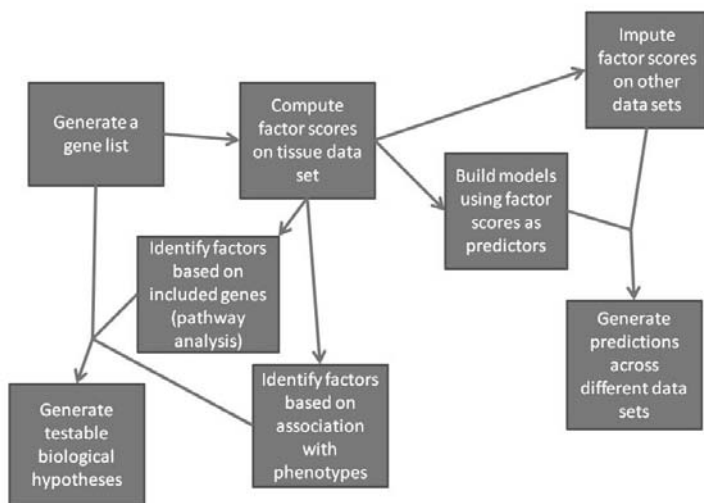 Generate a
gene list
Compute
factor scores
on tissue data
set
Impute
factor scores
on other
data sets
Build models
using factor
scores as
predictors
Identify factors
based on
included genes
(pathway
analysis)
Generate
predictions
across
different data
sets
Identify factors
based on
association
with
phenotypes
Generate
testable
biological
hypotheses